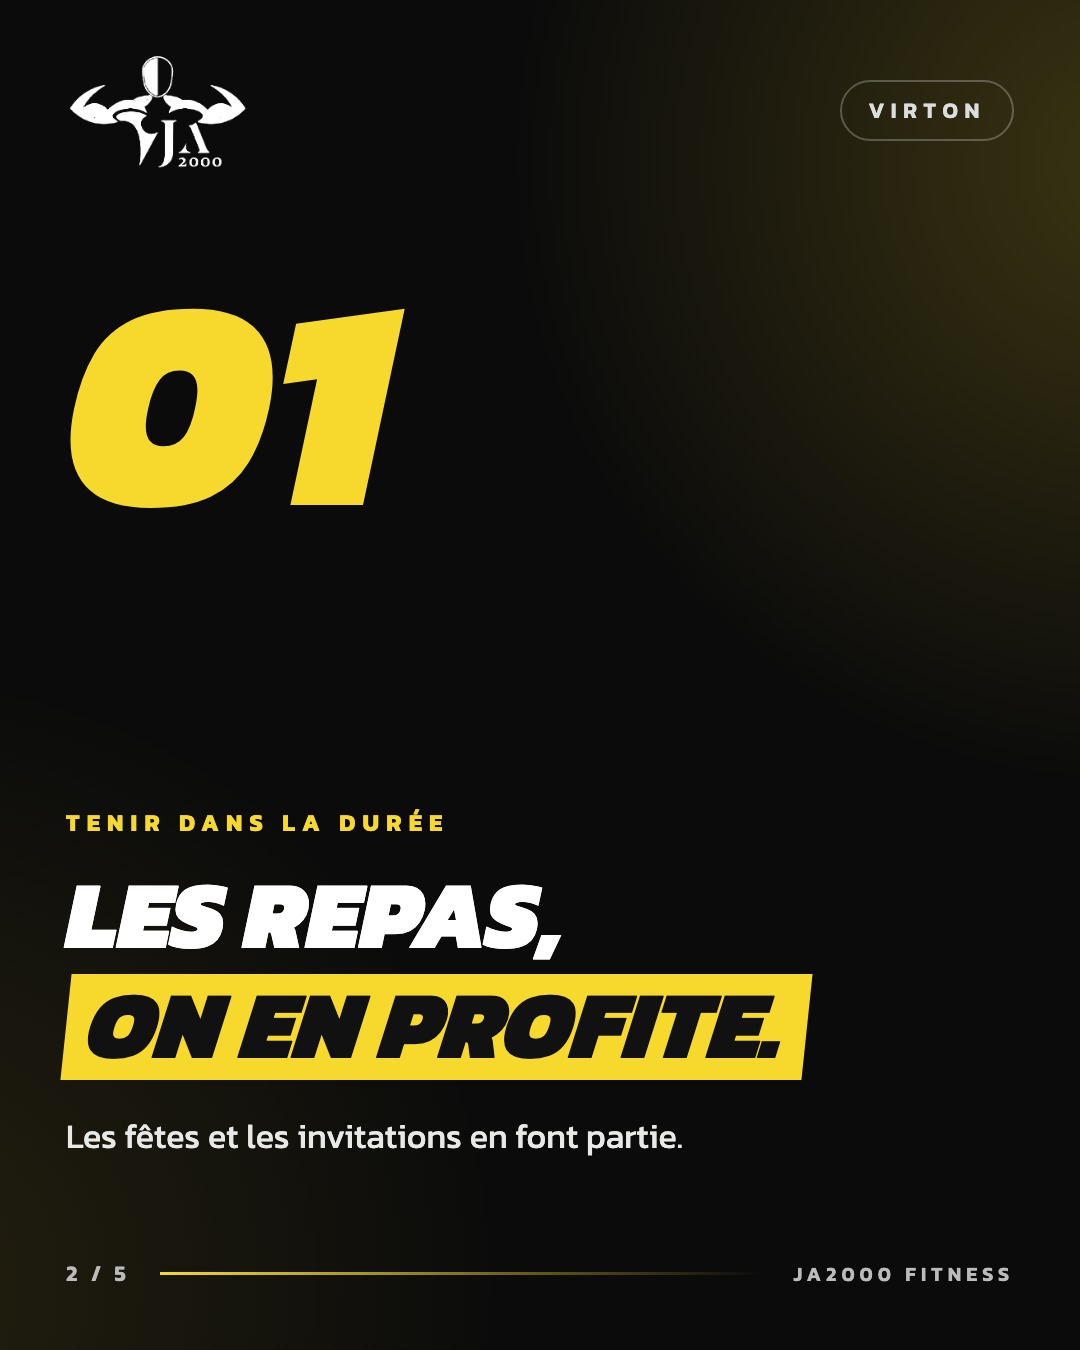 JA
2000
VIRTON
01
TENIR DANS LA DURÉE
LES REPAS,
ON EN PROFITE.
Les fêtes et les invitations en font partie.
2 / 5
JA2000 FITNESS